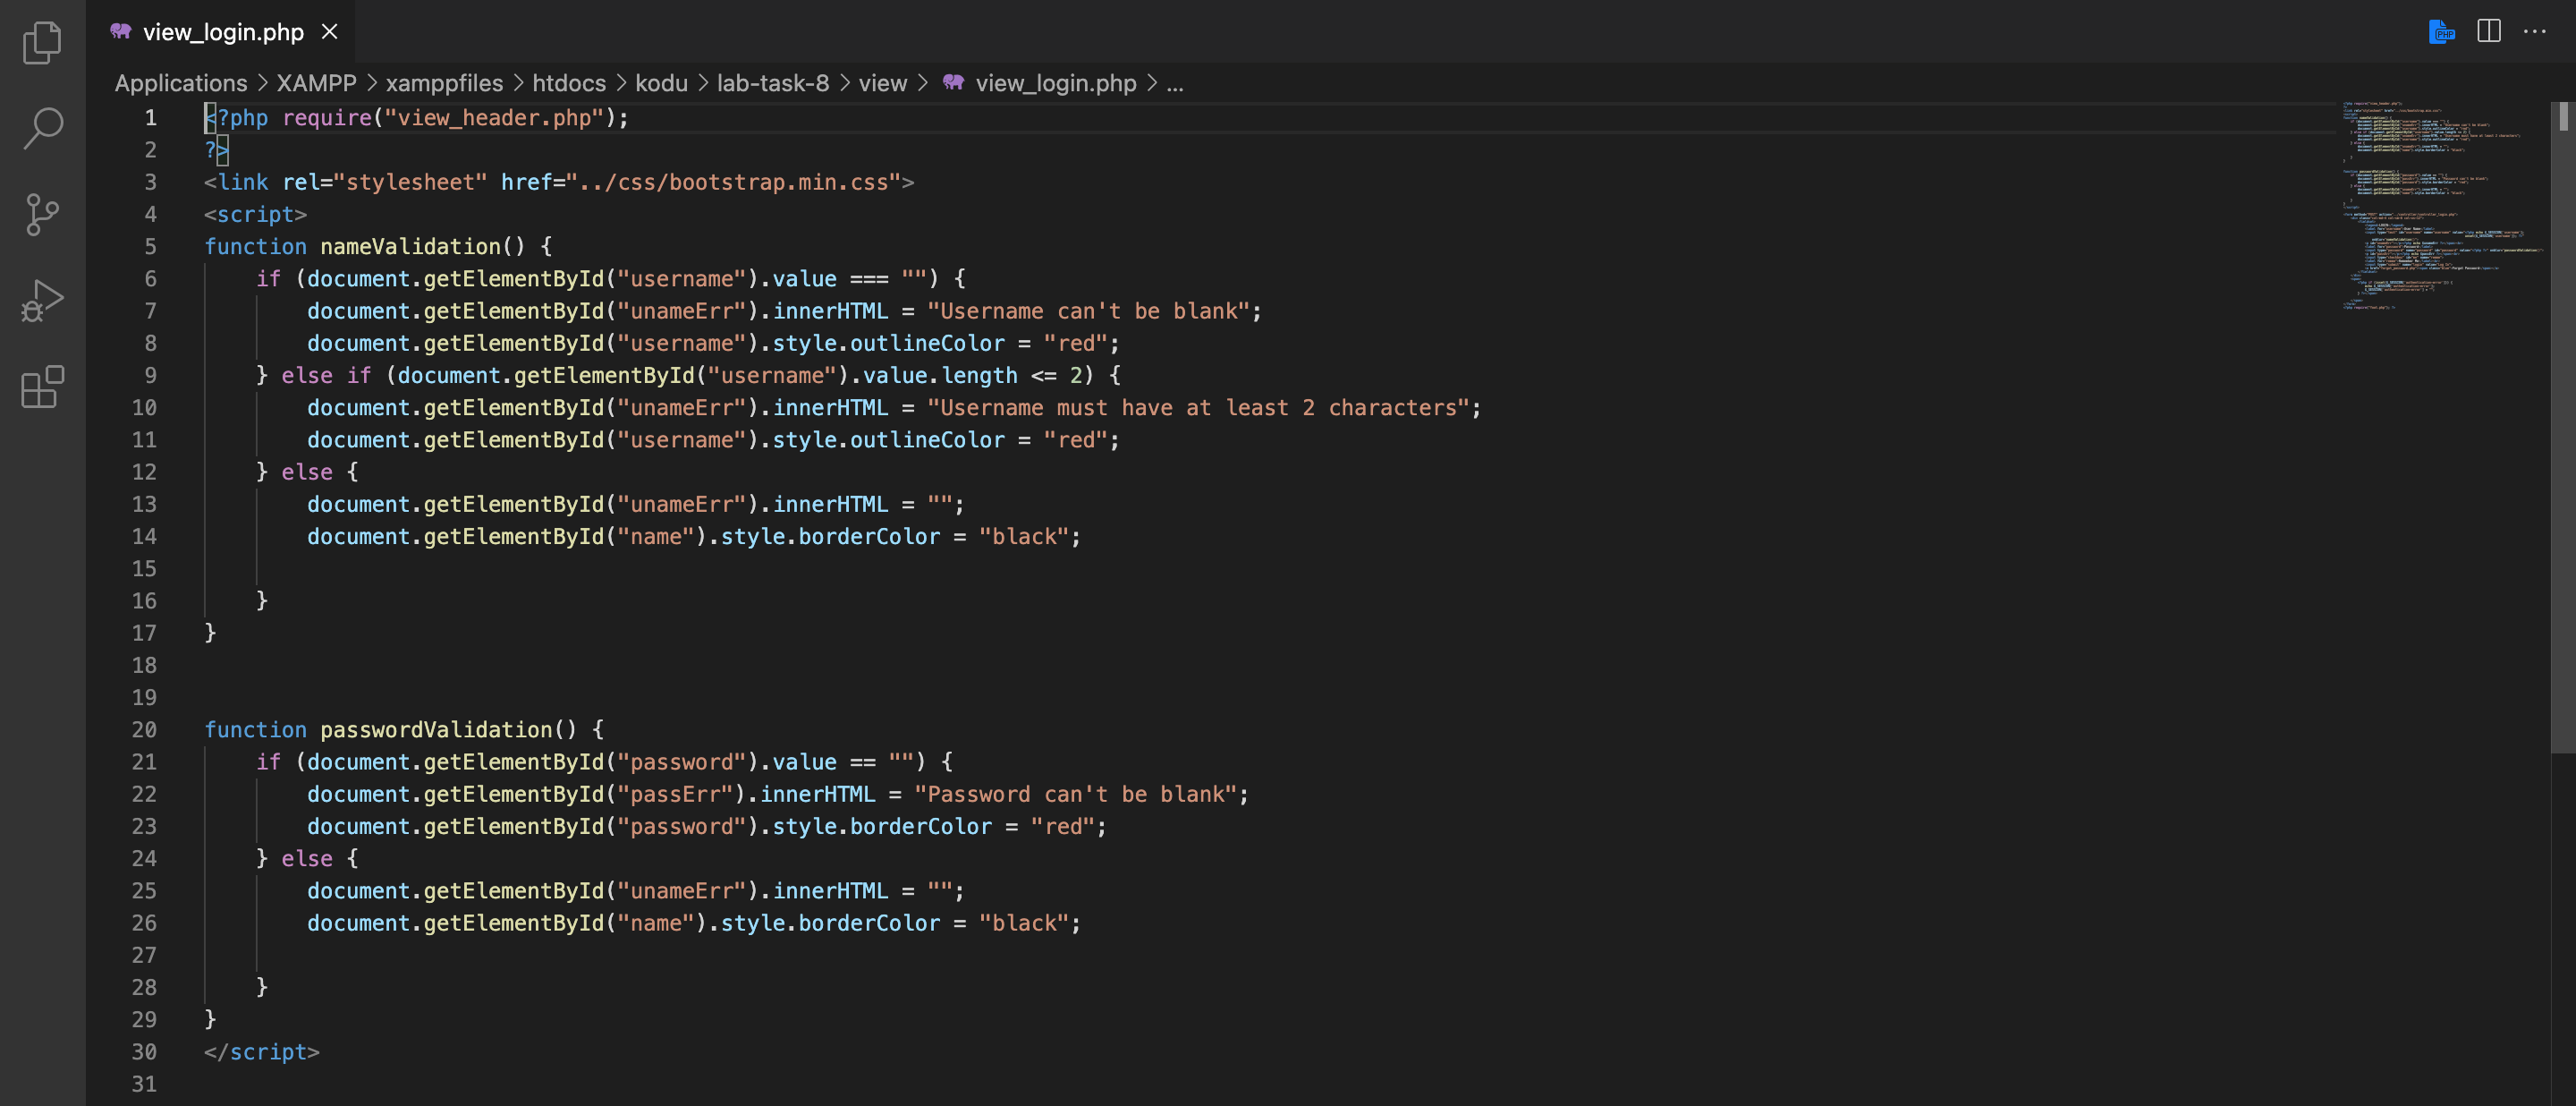 view_login.php
PHP
Applications > XAMPP > xamppfiles > htdocs > kodu > lab-task-8 > view > view_login.php > ...
1 <?php require("view_header.php");
2 ?>
3 <link rel="stylesheet" href="../css/bootstrap.min.css">
4 <script>
5 function nameValidation() {
6     if (document.getElementById("username").value === "") {
7         document.getElementById("unameErr").innerHTML = "Username can't be blank";
8         document.getElementById("username").style.outlineColor = "red";
9     } else if (document.getElementById("username").value.length <= 2) {
10         document.getElementById("unameErr").innerHTML = "Username must have at least 2 characters";
11         document.getElementById("username").style.outlineColor = "red";
12     } else {
13         document.getElementById("unameErr").innerHTML = "";
14         document.getElementById("name").style.borderColor = "black";
15
16     }
17 }
18
19
20 function passwordValidation() {
21     if (document.getElementById("password").value == "") {
22         document.getElementById("passErr").innerHTML = "Password can't be blank";
23         document.getElementById("password").style.borderColor = "red";
24     } else {
25         document.getElementById("unameErr").innerHTML = "";
26         document.getElementById("name").style.borderColor = "black";
27
28     }
29 }
30 </script>
31